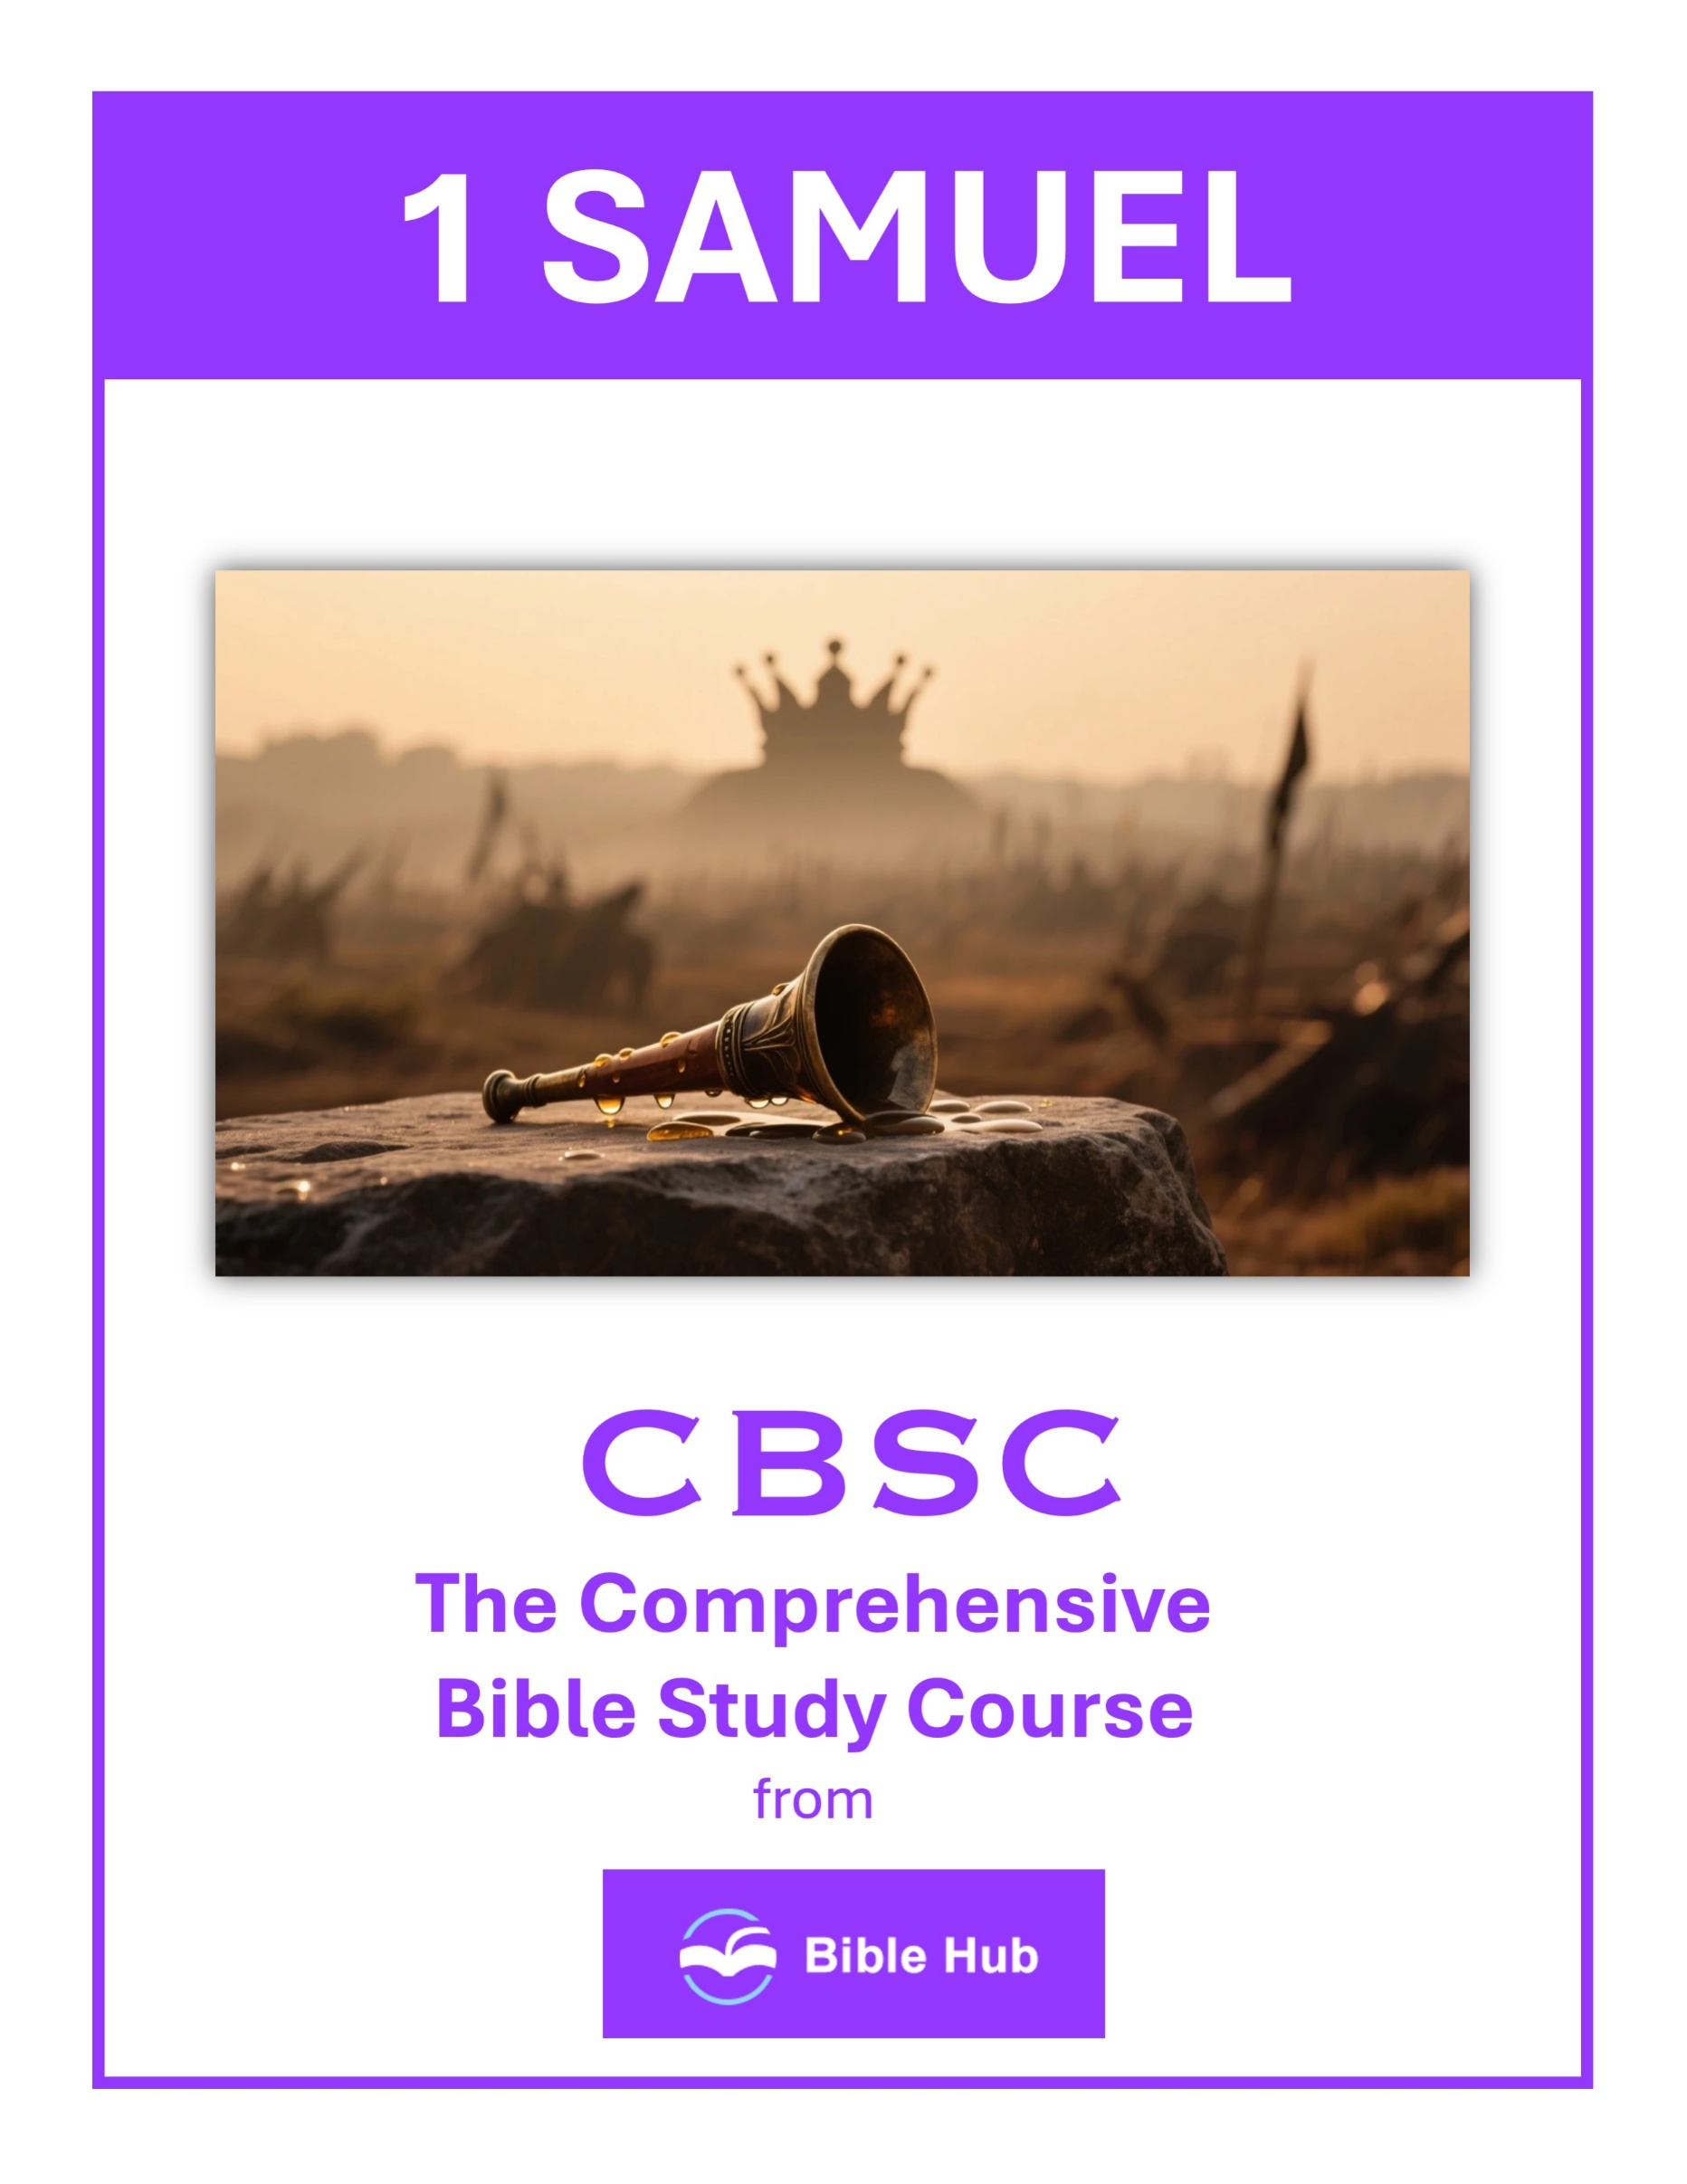 1 SAMUEL
CBSC
The Comprehensive
Bible Study Course
from
Bible Hub